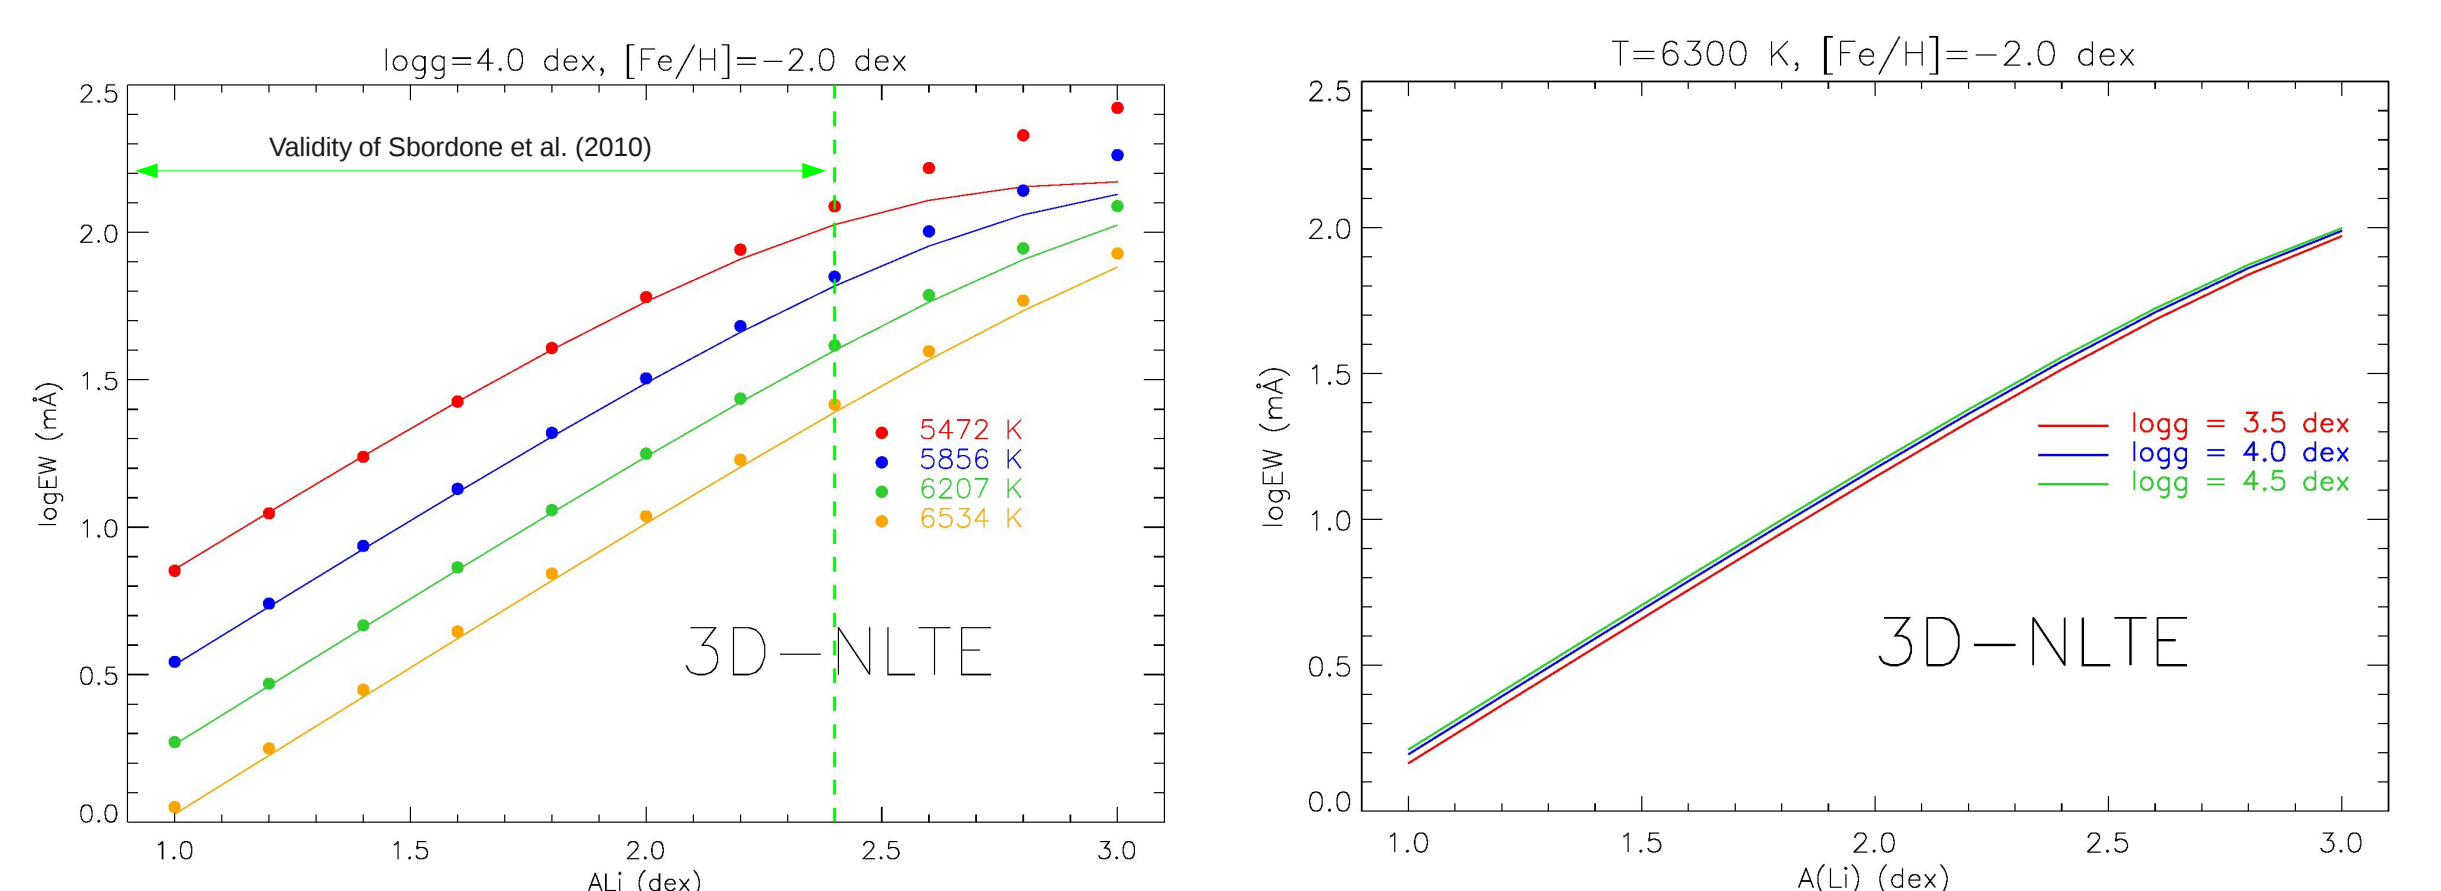 logg=4.0 dex, [Fe/H]=−2.0 dex
Validity of Sbordone et al. (2010)
2.5
2.0
1.5
1.0
0.5
0.0
logEW (mÅ)
5472 K
5856 K
6207 K
6534 K
3D−NLTE
1.0 1.5 2.0 2.5 3.0
ALi (dex)
T=6300 K, [Fe/H]=−2.0 dex
2.5
2.0
1.5
1.0
0.5
0.0
logEW (mÅ)
logg = 3.5 dex
logg = 4.0 dex
logg = 4.5 dex
3D−NLTE
1.0 1.5 2.0 2.5 3.0
A(Li) (dex)